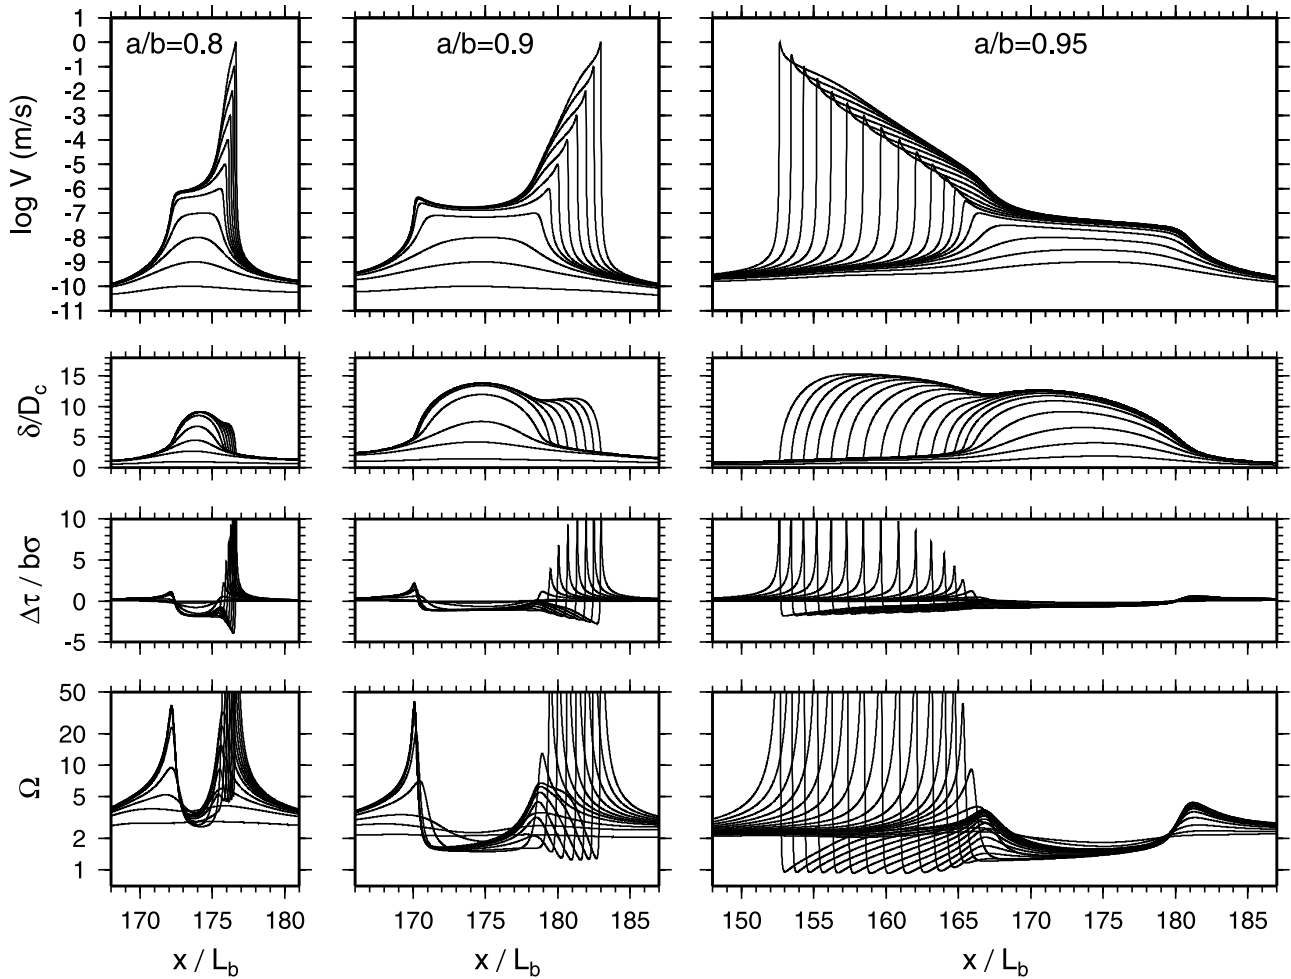 a/b=0.8
a/b=0.9
a/b=0.95
log V (m/s)
1
0
-1
-2
-3
-4
-5
-6
-7
-8
-9
-10
-11
δ/D_c
15
10
5
0
Δτ / bσ
10
5
0
-5
Ω
50
20
10
5
2
1
170 175 180
170 175 180 185
150 155 160 165 170 175 180 185
x / L_b
x / L_b
x / L_b